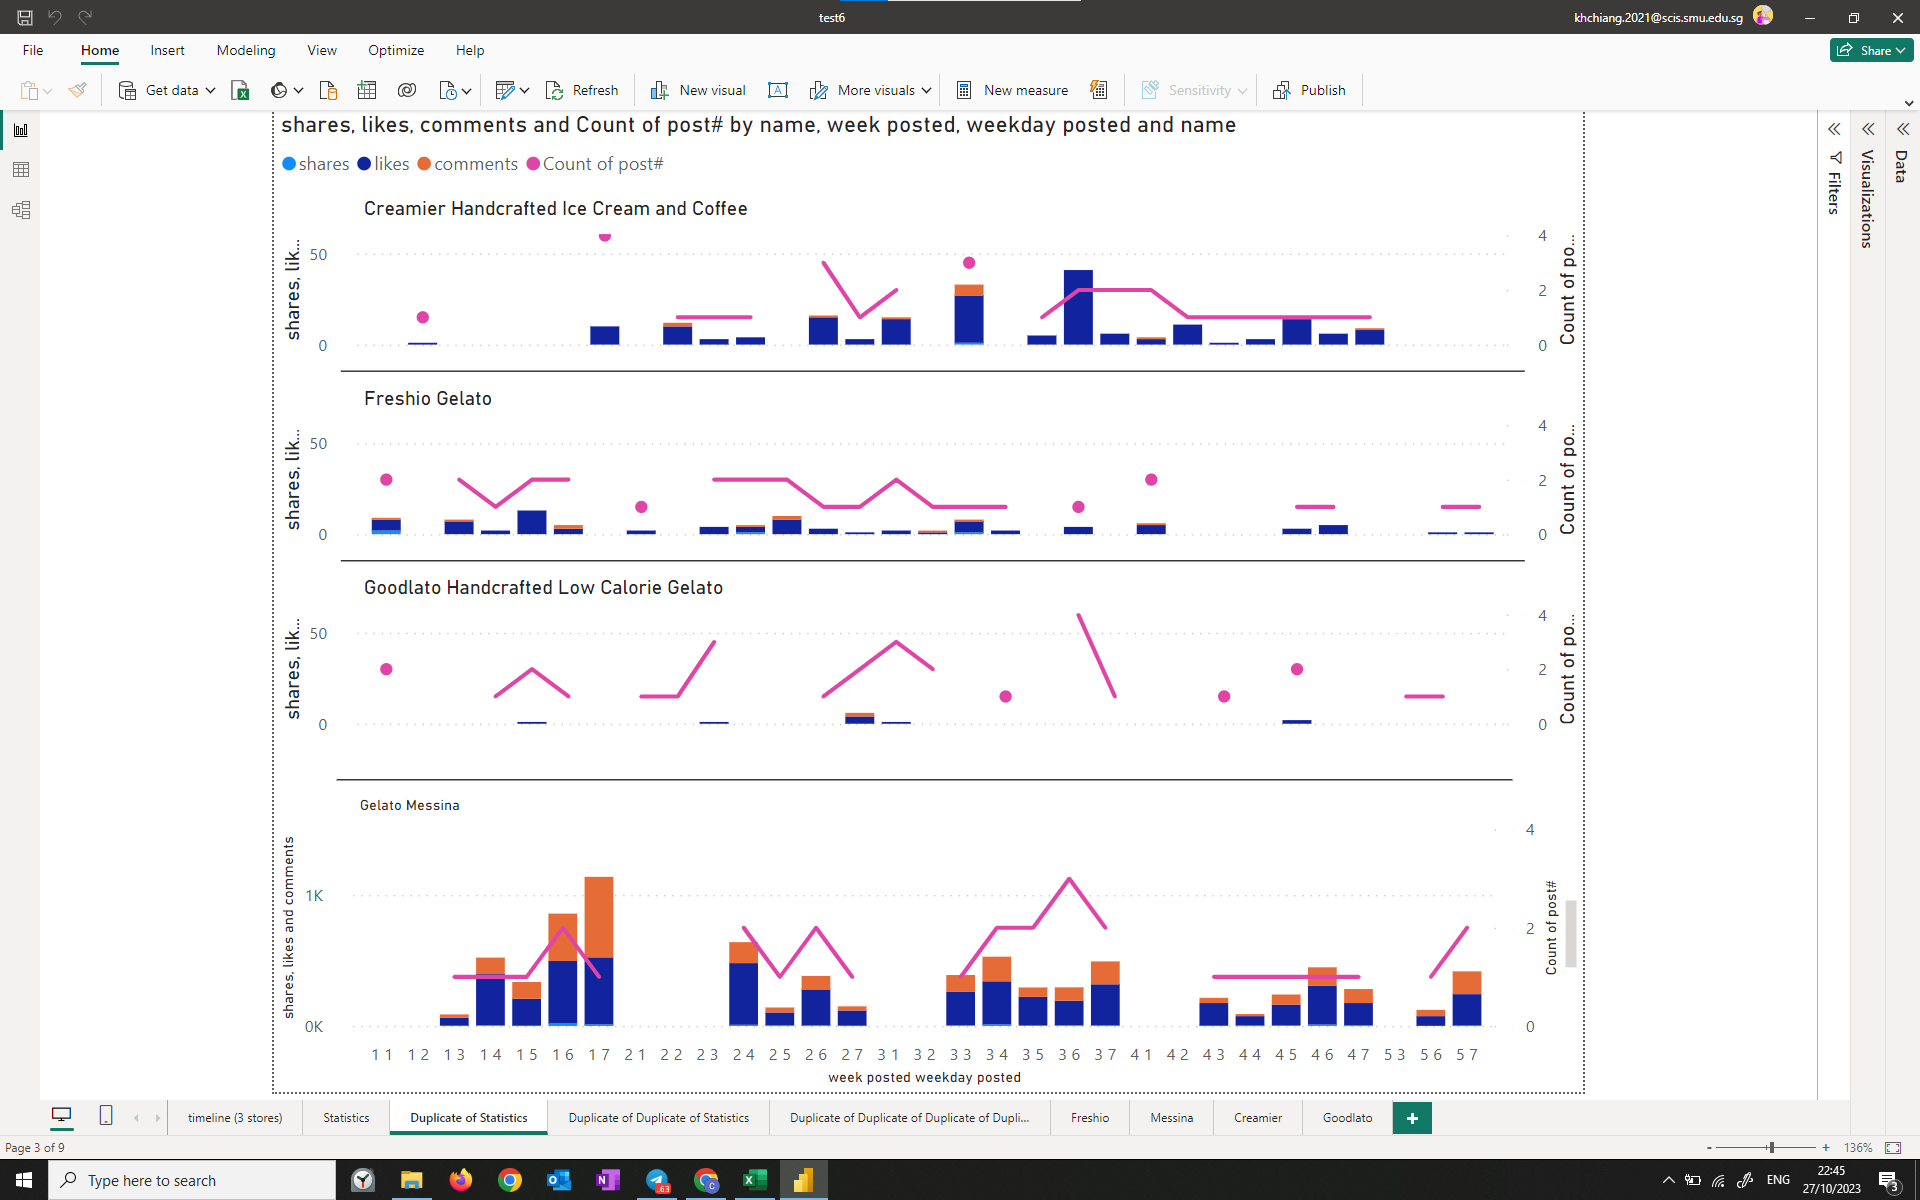 test6
khchiang.2021@scis.smu.edu.sg
File Home Insert Modeling View Optimize Help
Share
Get data
Refresh
New visual
More visuals
New measure
Sensitivity
Publish
shares, likes, comments and Count of post# by name, week posted, weekday posted and name
shares likes comments Count of post#
Creamier Handcrafted Ice Cream and Coffee
shares, lik...
50
0
4
2
0
Count of po...
Freshio Gelato
shares, lik...
50
0
4
2
0
Count of po...
Goodlato Handcrafted Low Calorie Gelato
shares, lik...
50
0
4
2
0
Count of po...
Gelato Messina
shares, likes and comments
1K
0K
4
2
0
Count of post#
1 1 1 2 1 3 1 4 1 5 1 6 1 7 2 1 2 2 2 3 2 4 2 5 2 6 2 7 3 1 3 2 3 3 3 4 3 5 3 6 3 7 4 1 4 2 4 3 4 4 4 5 4 6 4 7 5 3 5 6 5 7
week posted weekday posted
Filters
Visualizations
Data
timeline (3 stores) Statistics Duplicate of Statistics Duplicate of Duplicate of Statistics Duplicate of Duplicate of Duplicate of Dupli... Freshio Messina Creamier Goodlato +
Page 3 of 9
- + 136%
Type here to search
63
ENG
22:45
27/10/2023
3